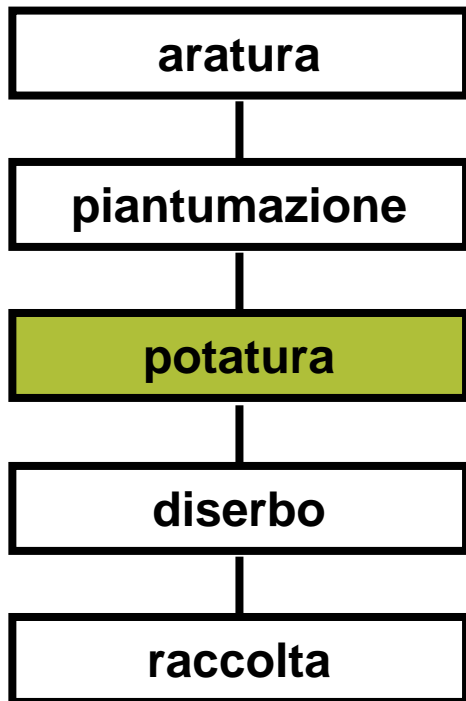 aratura
piantumazione
potatura
diserbo
raccolta